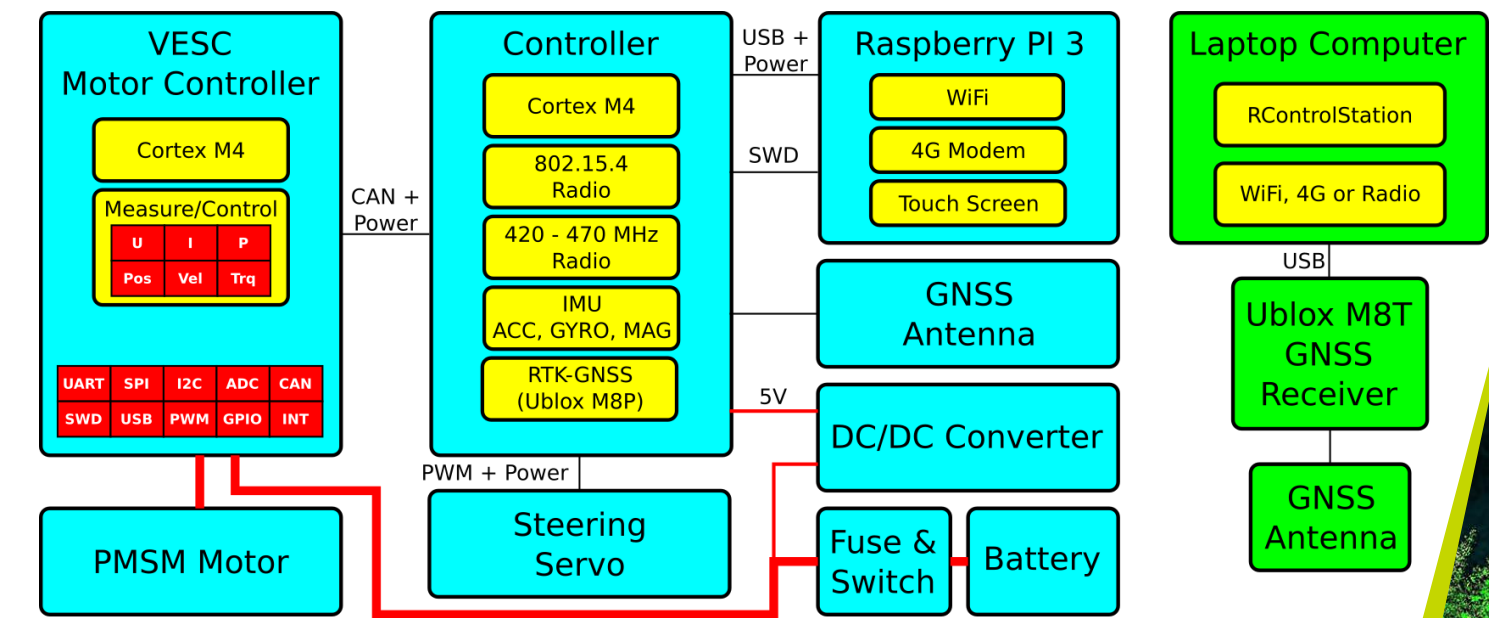 VESC
Motor Controller
Cortex M4
Measure/Control
U I P
Pos Vel Trq
UART SPI I2C ADC CAN
SWD USB PWM GPIO INT
CAN +
Power
PMSM Motor
Controller
Cortex M4
802.15.4
Radio
420 - 470 MHz
Radio
IMU
ACC, GYRO, MAG
RTK-GNSS
(Ublox M8P)
PWM + Power
Steering
Servo
USB +
Power
SWD
5V
Raspberry PI 3
WiFi
4G Modem
Touch Screen
GNSS
Antenna
DC/DC Converter
Fuse &
Switch
Battery
Laptop Computer
RControlStation
WiFi, 4G or Radio
USB
Ublox M8T
GNSS
Receiver
GNSS
Antenna